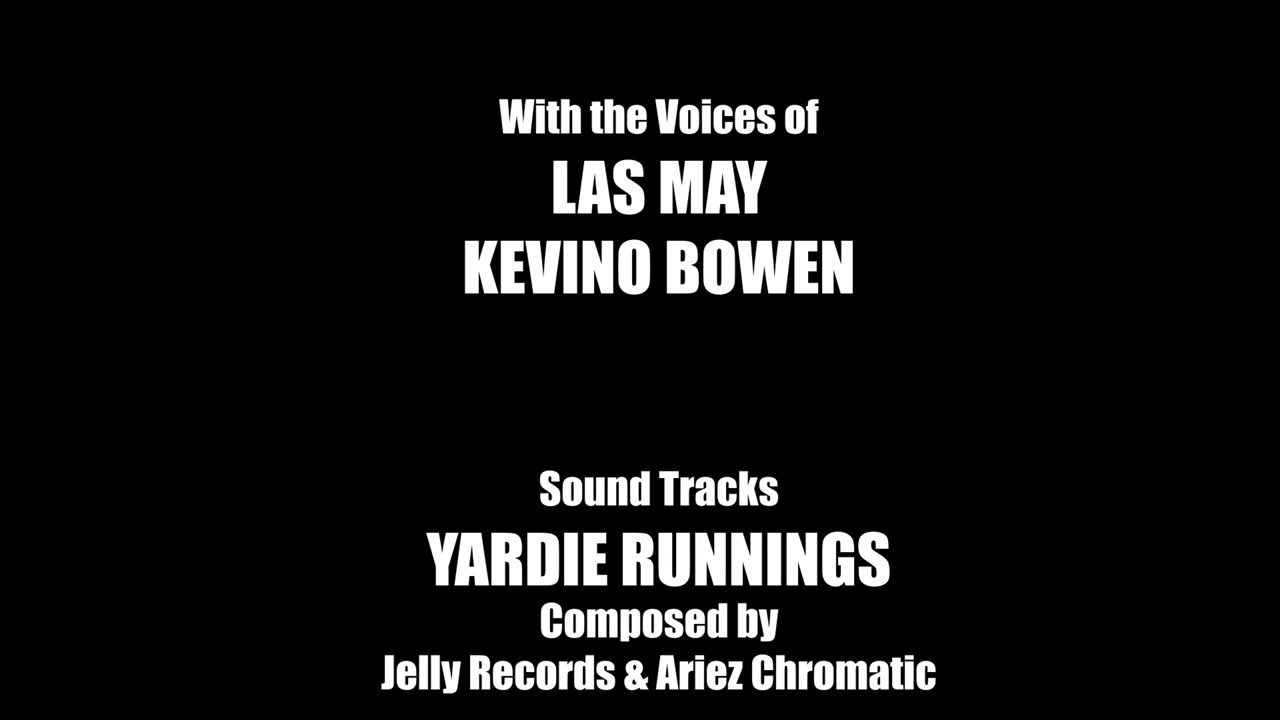 With the Voices of
LAS MAY
KEVINO BOWEN
Sound Tracks
YARDIE RUNNINGS
Composed by
Jelly Records & Ariez Chromatic